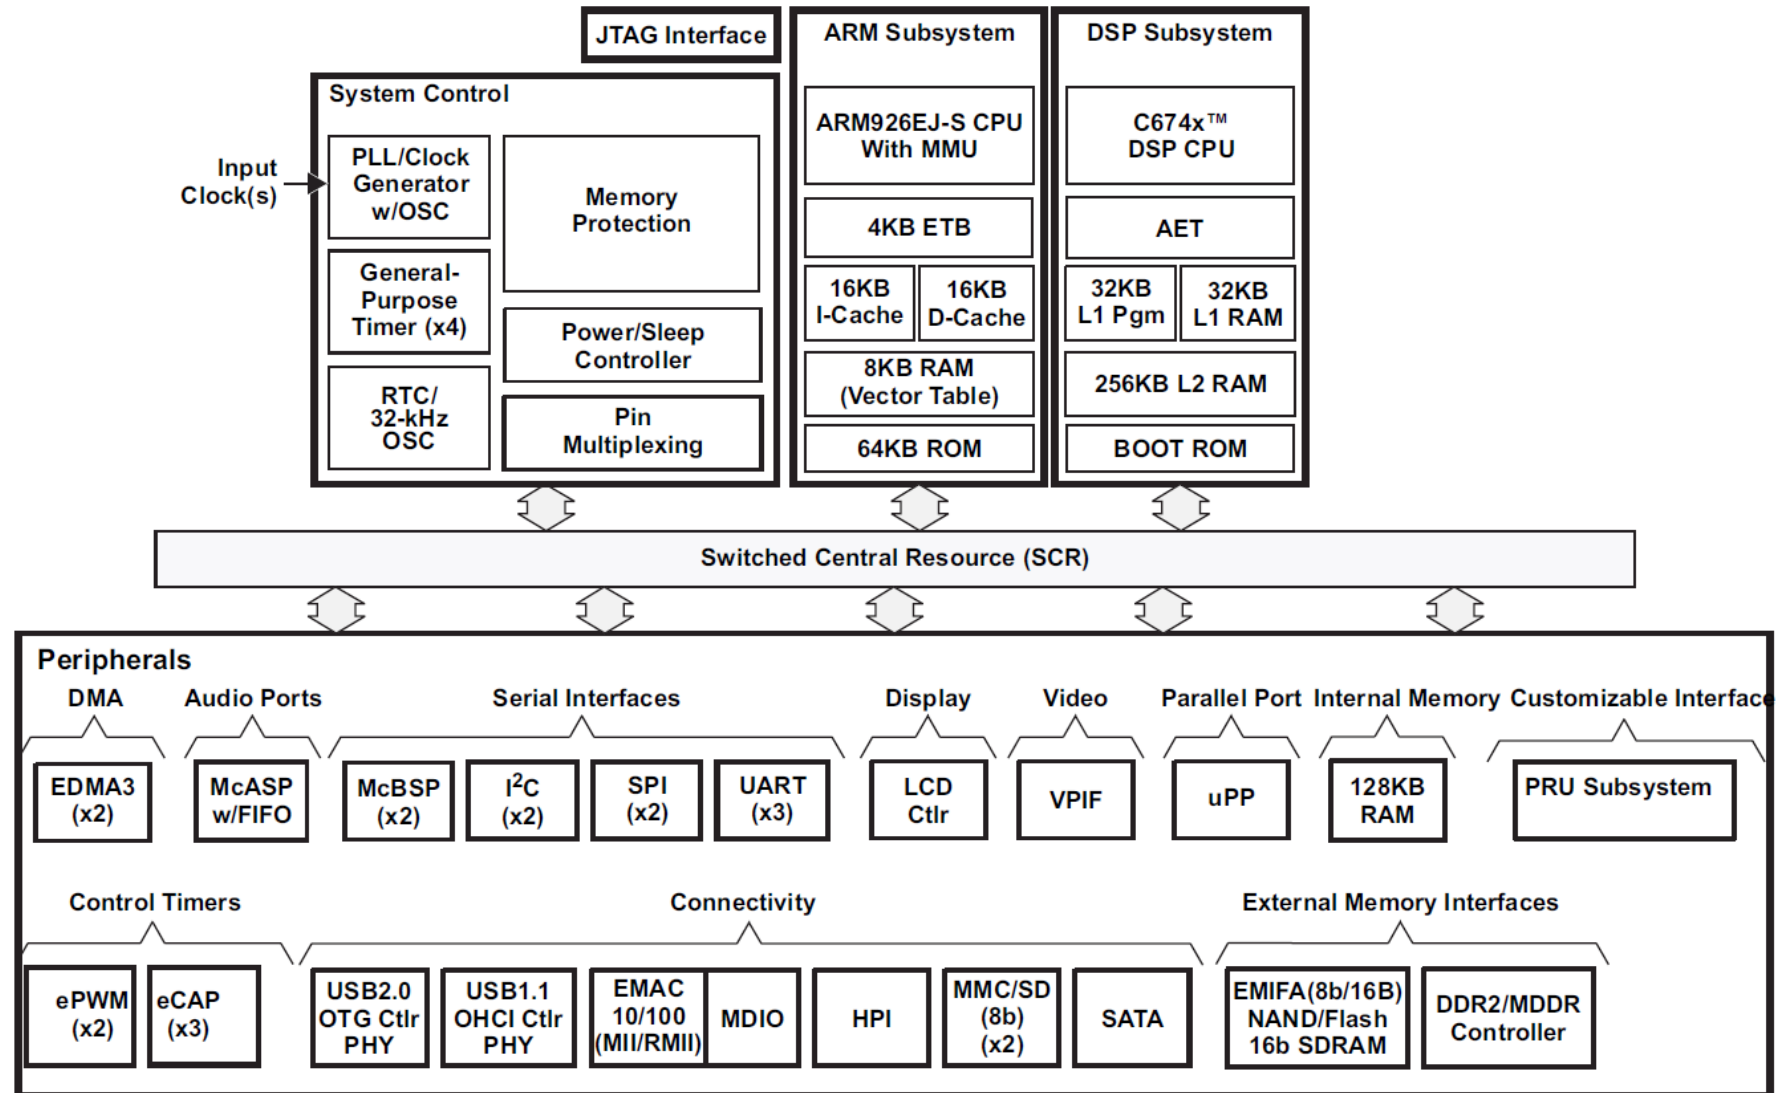 JTAG Interface
ARM Subsystem
DSP Subsystem
System Control
Input
Clock(s)
PLL/Clock
Generator
w/OSC
General-
Purpose
Timer (x4)
RTC/
32-kHz
OSC
Memory
Protection
Power/Sleep
Controller
Pin
Multiplexing
ARM926EJ-S CPU
With MMU
4KB ETB
16KB
I-Cache
16KB
D-Cache
8KB RAM
(Vector Table)
64KB ROM
C674x™
DSP CPU
AET
32KB
L1 Pgm
32KB
L1 RAM
256KB L2 RAM
BOOT ROM
Switched Central Resource (SCR)
Peripherals
DMA
Audio Ports
Serial Interfaces
Display
Video
Parallel Port
Internal Memory
Customizable Interface
EDMA3
(x2)
McASP
w/FIFO
McBSP
(x2)
I²C
(x2)
SPI
(x2)
UART
(x3)
LCD
Ctlr
VPIF
uPP
128KB
RAM
PRU Subsystem
Control Timers
Connectivity
External Memory Interfaces
ePWM
(x2)
eCAP
(x3)
USB2.0
OTG Ctlr
PHY
USB1.1
OHCI Ctlr
PHY
EMAC
10/100
(MII/RMII)
MDIO
HPI
MMC/SD
(8b)
(x2)
SATA
EMIFA(8b/16B)
NAND/Flash
16b SDRAM
DDR2/MDDR
Controller